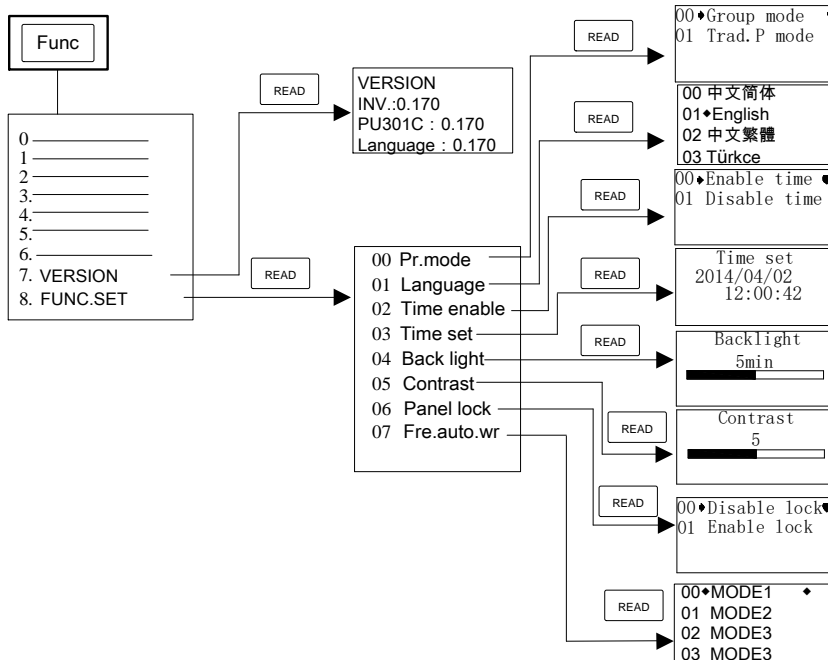 Func
0
1
2
3.
4.
5.
6.
7. VERSION
8. FUNC.SET
READ
READ
VERSION
INV.:0.170
PU301C：0.170
Language：0.170
00 Pr.mode
01 Language
02 Time enable
03 Time set
04 Back light
05 Contrast
06 Panel lock
07 Fre.auto.wr
READ
00 Group mode
01 Trad.P mode
READ
00 中文简体
01◆English
02 中文繁體
03 Türkce
READ
00 Enable time
01 Disable time
READ
Time set
2014/04/02
12:00:42
READ
Backlight
5min
READ
Contrast
5
READ
00 Disable lock
01 Enable lock
READ
00◆MODE1 ◆
01 MODE2
02 MODE3
03 MODE3